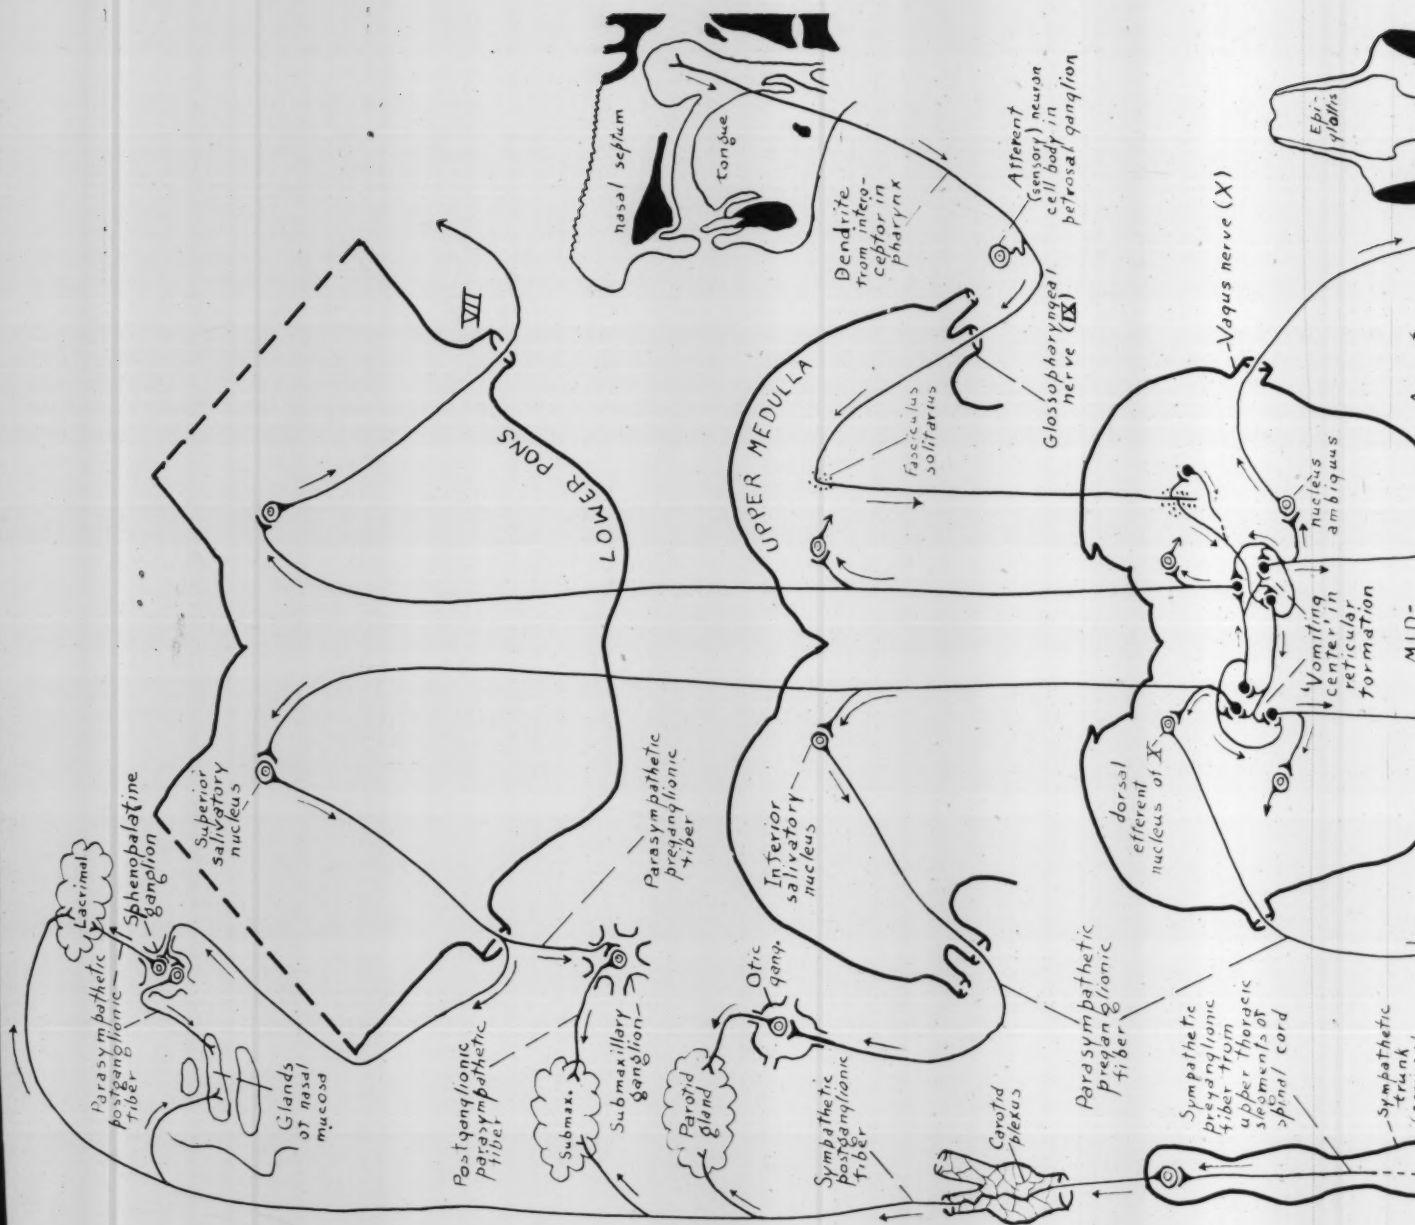 Lacrimal
Sphenopalatine
ganglion
Parasympathetic
postganglionic
fiber
Glands
of nasal
mucosa
Superior
salivatory
nucleus
VII
LOWER PONS
Parasympathetic
preganglionic
fiber
Postganglionic
parasympathetic
fiber
Submax.
Submaxillary
ganglion
nasal septum
tongue
Dendrite
from intero-
ceptor in
pharynx
Afferent
(sensory) neuron
cell body in
petrosal ganglion
UPPER MEDULLA
Fasciculus
solitarius
Glossopharyngeal
nerve (IX)
Inferior
salivatory
nucleus
Otic
gang.
Parotid
gland
Sympathetic
postganglionic
fiber
Carotid
plexus
Parasympathetic
preganglionic
fiber
Epi-
glottis
Vagus nerve (X)
nucleus
ambiguus
'Vomiting
center' in
reticular
formation
MID-
dorsal
efferent
nucleus of X
Sympathetic
preganglionic
fiber from
upper thoracic
segments of
spinal cord
Sympathetic
trunk